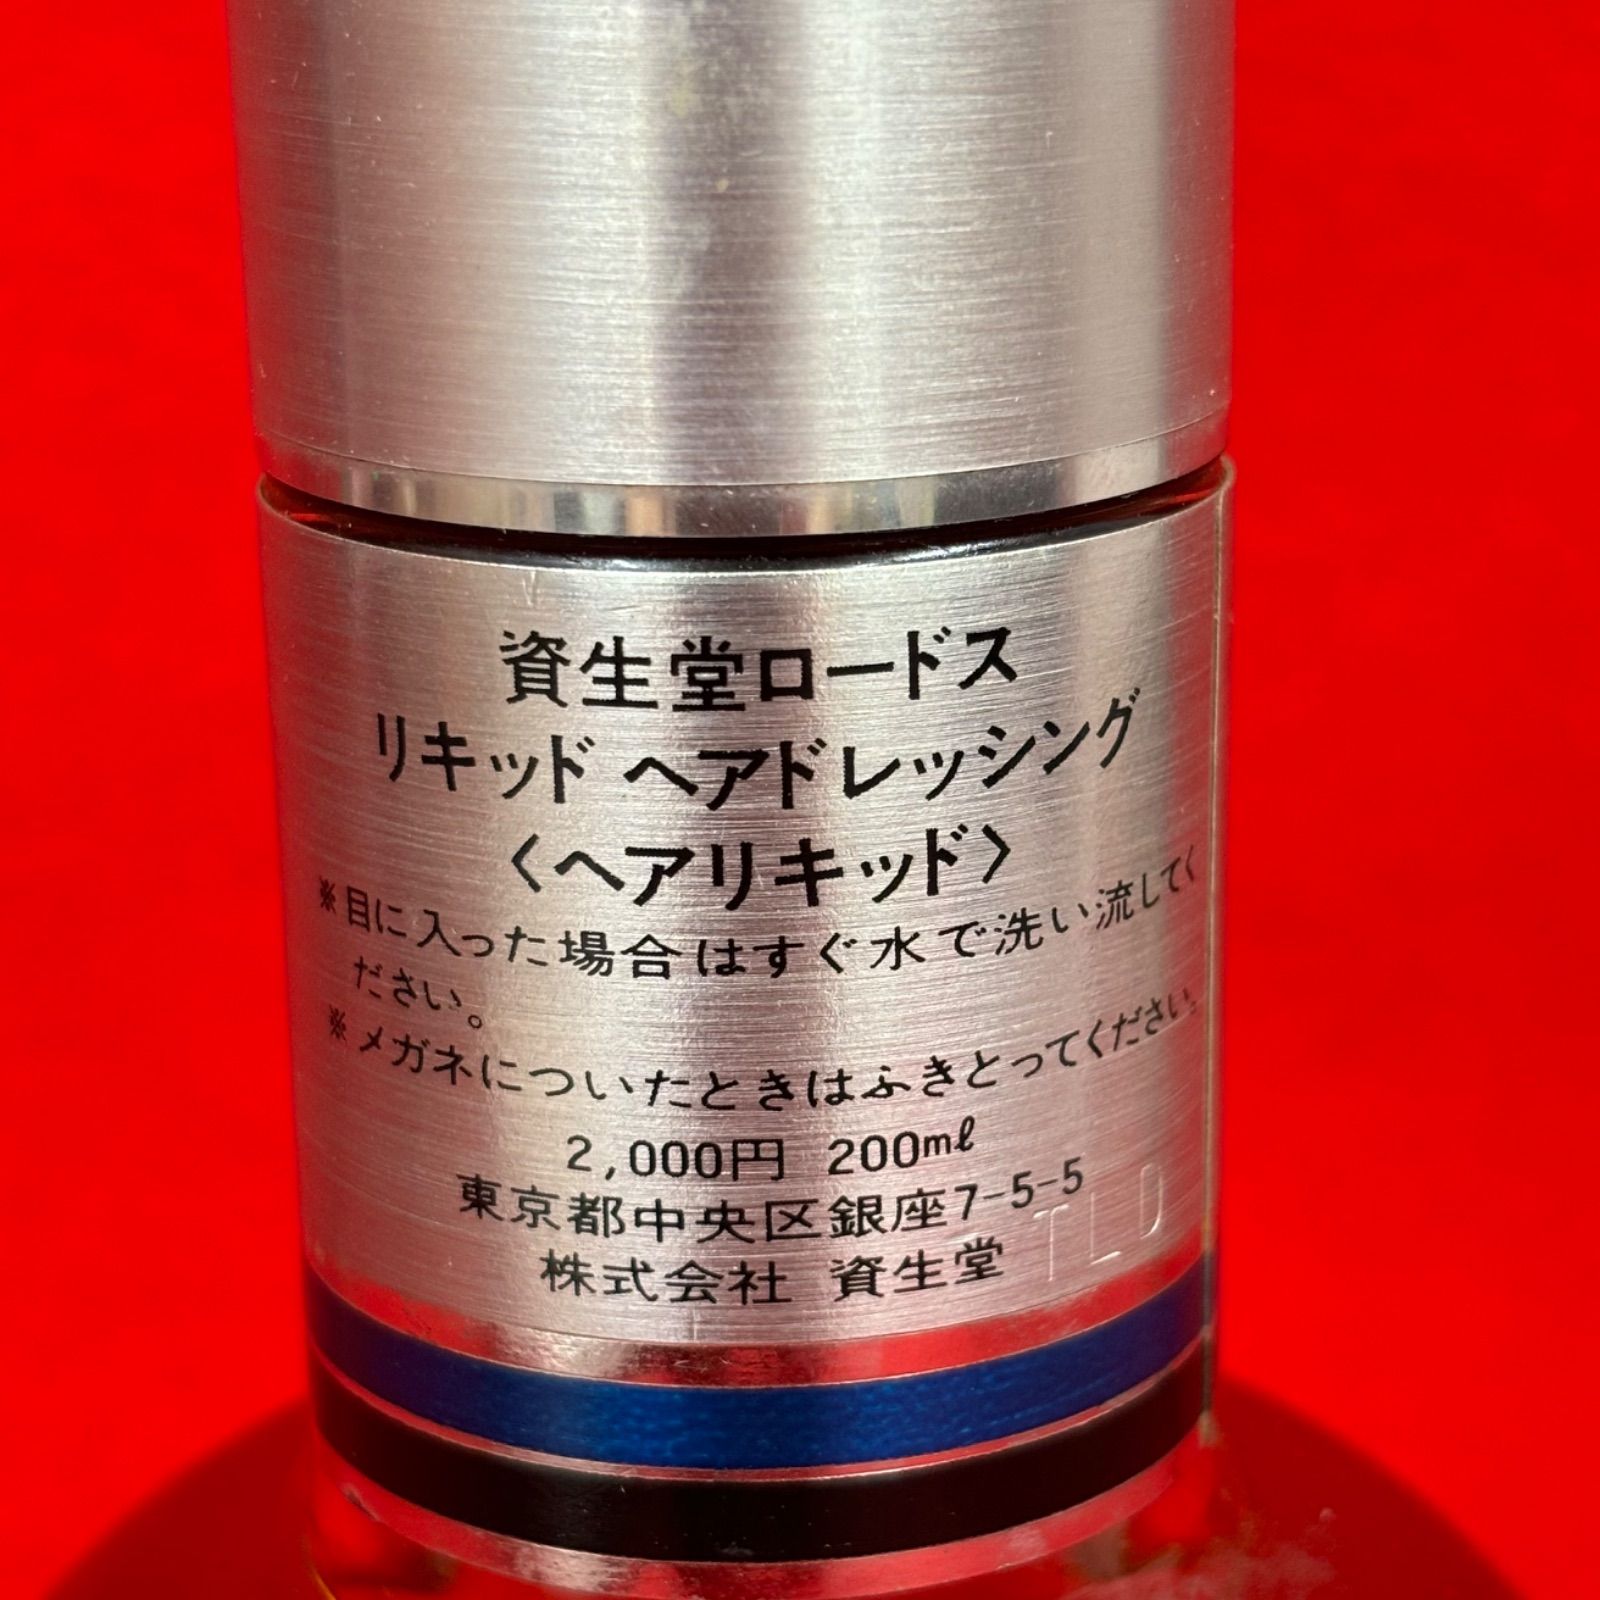 資生堂ロードス
リキッド ヘアドレッシング
〈ヘアリキッド〉
※目に入った場合はすぐ水で洗い流してく
ださい。
※メガネについたときはふきとってください。
2,000円 200ml
東京都中央区銀座7-5-5
株式会社 資生堂 TLD